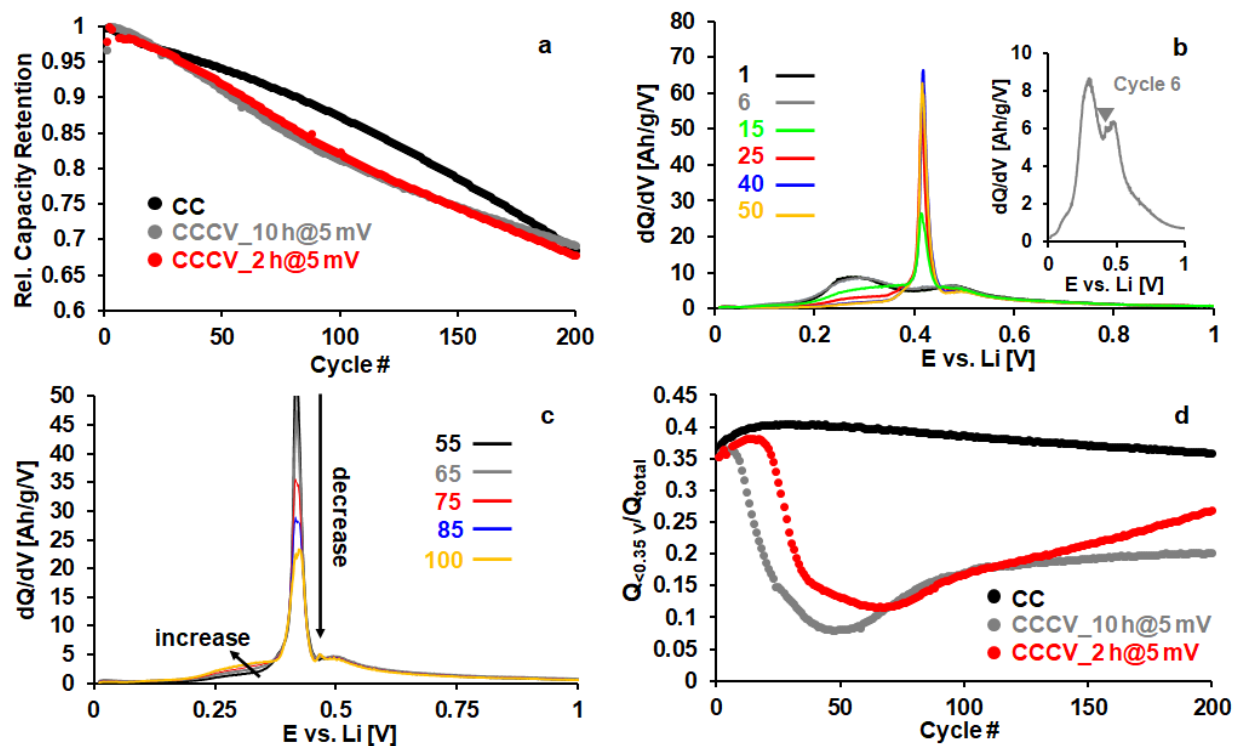 a
1
0.95
0.9
0.85
0.8
0.75
0.7
0.65
0.6
Rel. Capacity Retention
CC
CCCV_10 h@5 mV
CCCV_2 h@5 mV
0 50 100 150 200
Cycle #
b
80
70
60
50
40
30
20
10
0
dQ/dV [Ah/g/V]
1
6
15
25
40
50
0 0.2 0.4 0.6 0.8 1
E vs. Li [V]
10
8
6
4
2
0
dQ/dV [Ah/g/V]
Cycle 6
0 0.5 1
E vs. Li [V]
c
50
45
40
35
30
25
20
15
10
5
0
dQ/dV [Ah/g/V]
decrease
increase
55
65
75
85
100
0 0.25 0.5 0.75 1
E vs. Li [V]
d
0.5
0.45
0.4
0.35
0.3
0.25
0.2
0.15
0.1
0.05
0
Q<0.35 V/Qtotal
CC
CCCV_10 h@5 mV
CCCV_2 h@5 mV
0 50 100 150 200
Cycle #